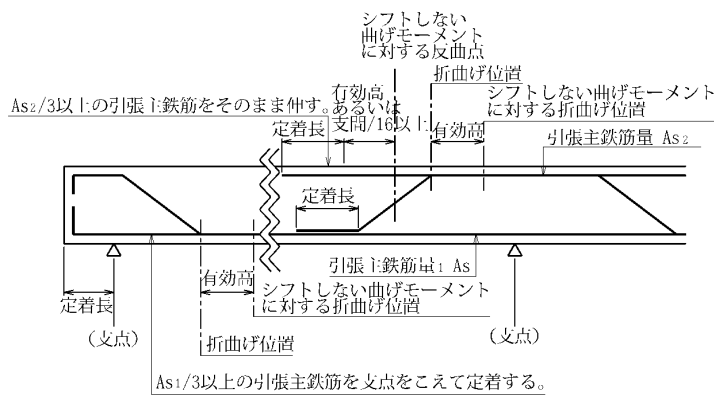 シフトしない
曲げモーメント
に対する反曲点
折曲げ位置
有効高
あるいは
支間/16以上
シフトしない曲げモーメント
に対する折曲げ位置
As2/3以上の引張主鉄筋をそのまま伸す。
定着長
有効高
引張主鉄筋量 As2
定着長
引張主鉄筋量1 As
有効高
シフトしない曲げモーメント
に対する折曲げ位置
定着長
(支点)
折曲げ位置
(支点)
As1/3以上の引張主鉄筋を支点をこえて定着する。